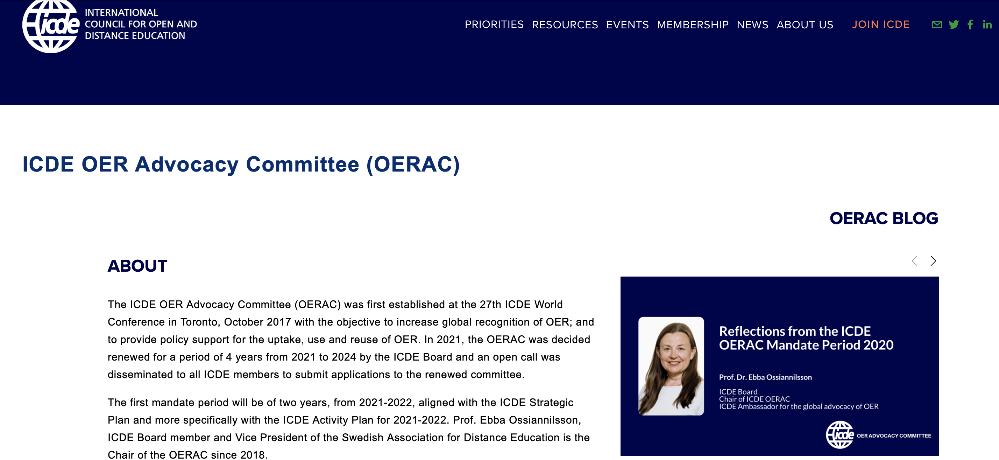 icde
INTERNATIONAL
COUNCIL FOR OPEN AND
DISTANCE EDUCATION
PRIORITIES RESOURCES EVENTS MEMBERSHIP NEWS ABOUT US JOIN ICDE
ICDE OER Advocacy Committee (OERAC)
OERAC BLOG
ABOUT
The ICDE OER Advocacy Committee (OERAC) was first established at the 27th ICDE World
Conference in Toronto, October 2017 with the objective to increase global recognition of OER; and
to provide policy support for the uptake, use and reuse of OER. In 2021, the OERAC was decided
renewed for a period of 4 years from 2021 to 2024 by the ICDE Board and an open call was
disseminated to all ICDE members to submit applications to the renewed committee.
The first mandate period will be of two years, from 2021-2022, aligned with the ICDE Strategic
Plan and more specifically with the ICDE Activity Plan for 2021-2022. Prof. Ebba Ossiannilsson,
ICDE Board member and Vice President of the Swedish Association for Distance Education is the
Chair of the OERAC since 2018.
Reflections from the ICDE
OERAC Mandate Period 2020
Prof. Dr. Ebba Ossiannilsson
ICDE Board
Chair of ICDE OERAC
ICDE Ambassador for the global advocacy of OER
icde OER ADVOCACY COMMITTEE